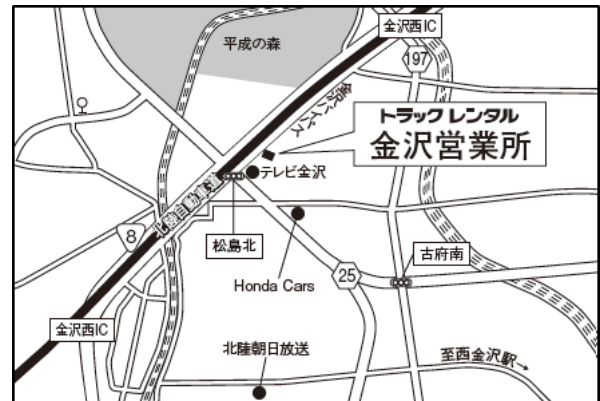 金沢西IC
平成の森
197
金沢バイパス
トラックレンタル
金沢営業所
テレビ金沢
北陸自動車道
8
松島北
古府南
Honda Cars
25
金沢西IC
北陸朝日放送
至西金沢駅→